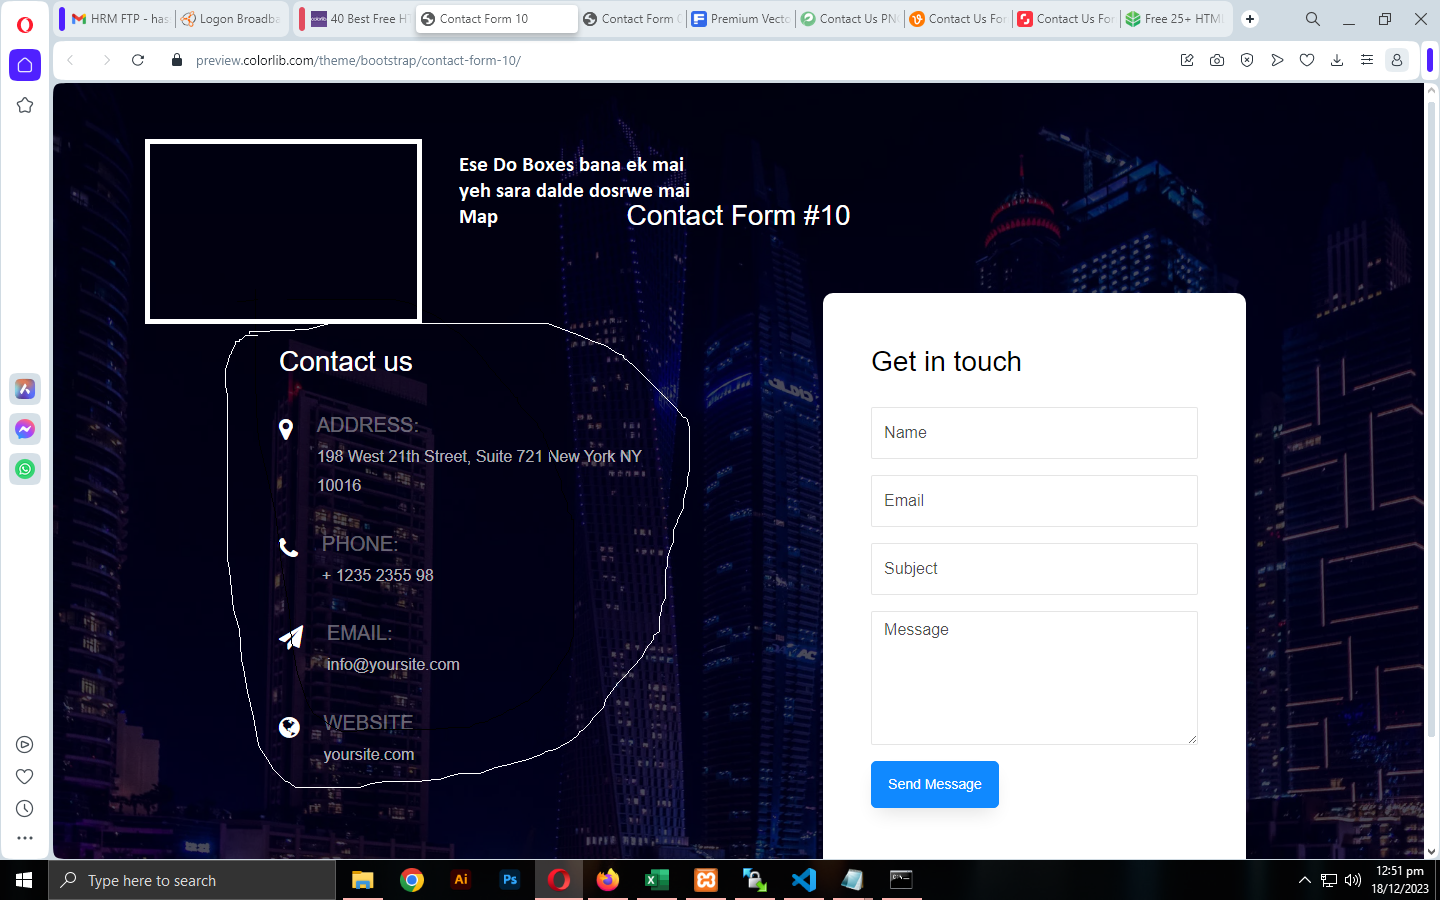 HRM FTP - has
Logon Broadba
40 Best Free HT
Contact Form 10
Contact Form
Premium Vecto
Contact Us PN
Contact Us For
Contact Us For
Free 25+ HTML
preview.colorlib.com/theme/bootstrap/contact-form-10/
Ese Do Boxes bana ek mai
yeh sara dalde dosrwe mai
Map
Contact Form #10
Contact us
ADDRESS:
198 West 21th Street, Suite 721 New York NY
10016
PHONE:
+ 1235 2355 98
EMAIL:
info@yoursite.com
WEBSITE
yoursite.com
Get in touch
Name
Email
Subject
Message
Send Message
Type here to search
Ai
Ps
12:51 pm
18/12/2023